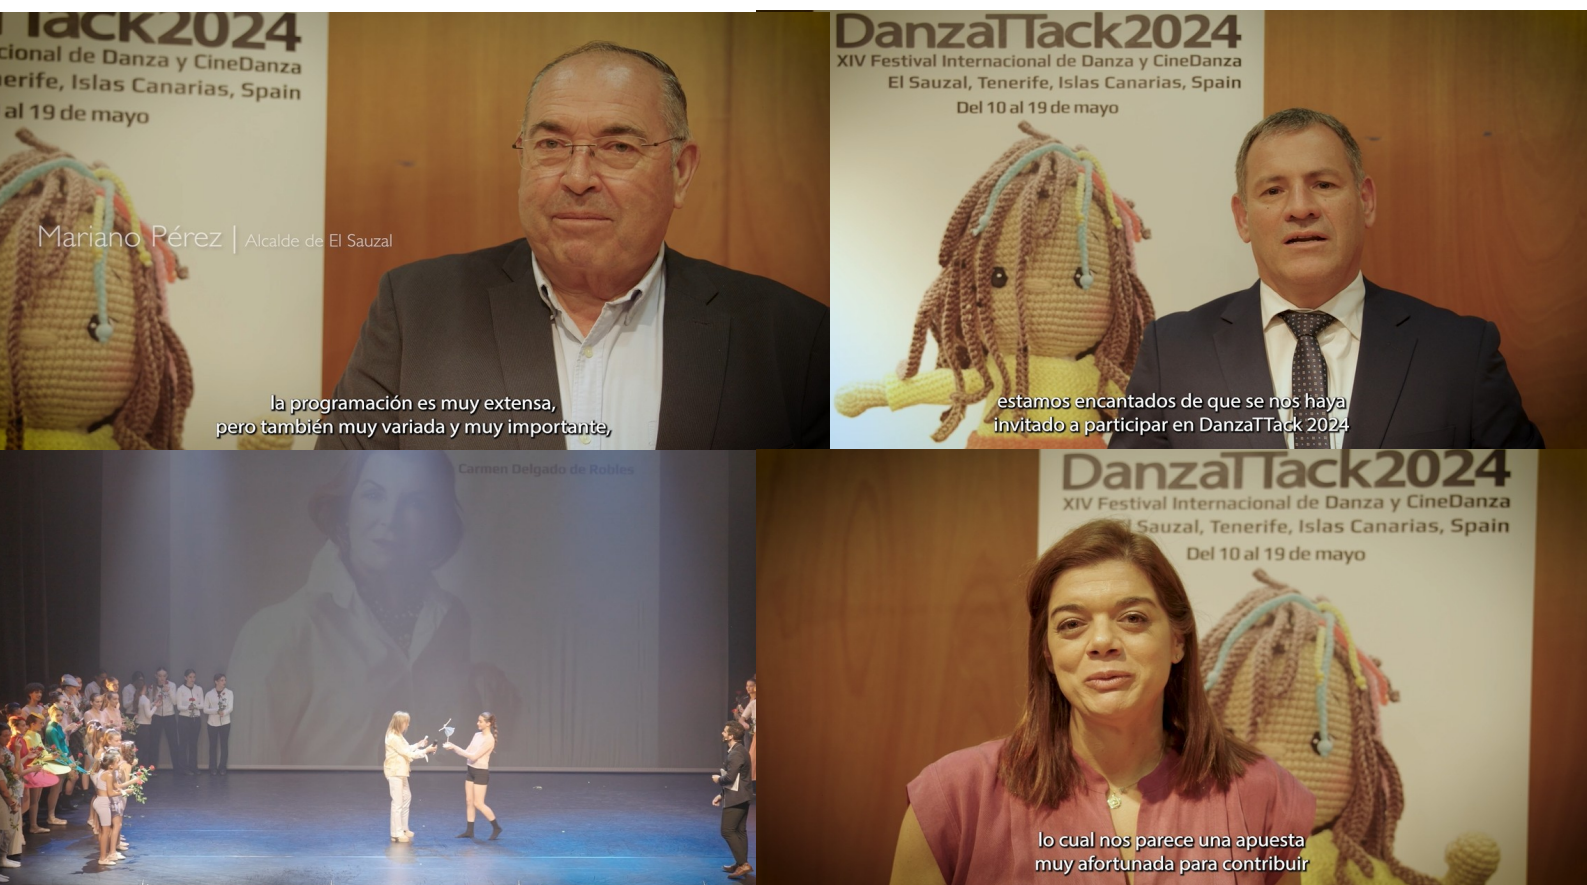 Tack2024
cional de Danza y CineDanza
nerife, Islas Canarias, Spain
al 19 de mayo
Mariano Pérez | Alcalde de El Sauzal
la programación es muy extensa,
pero también muy variada y muy importante,
DanzaTTack2024
XIV Festival Internacional de Danza y CineDanza
El Sauzal, Tenerife, Islas Canarias, Spain
Del 10 al 19 de mayo
estamos encantados de que se nos haya
invitado a participar en DanzaTTack 2024
Carmen Delgado de Robles
DanzaTTack2024
XIV Festival Internacional de Danza y CineDanza
El Sauzal, Tenerife, Islas Canarias, Spain
Del 10 al 19 de mayo
lo cual nos parece una apuesta
muy afortunada para contribuir